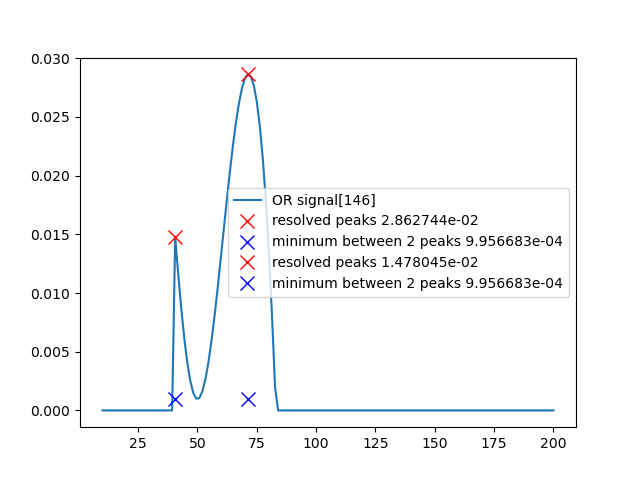 0.030
0.025
0.020
0.015
0.010
0.005
0.000
OR signal[146]
resolved peaks 2.862744e-02
minimum between 2 peaks 9.956683e-04
resolved peaks 1.478045e-02
minimum between 2 peaks 9.956683e-04
25 50 75 100 125 150 175 200